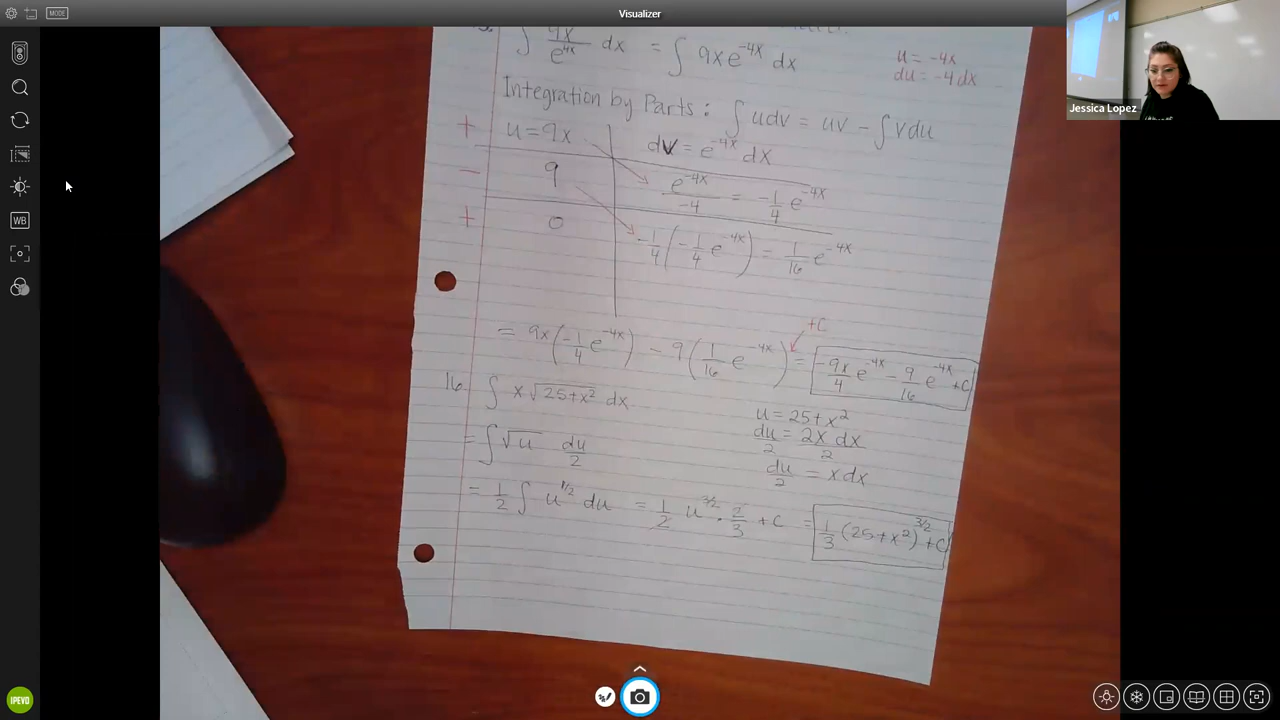 Visualizer
MODE
Jessica Lopez
∫ 9x/e^{4x} dx = ∫ 9x e^{-4x} dx
u = -4x
du = -4 dx
Integration by Parts: ∫ u dv = uv - ∫ v du
+ u = 9x dv = e^{-4x} dx
- 9 e^{-4x}/-4 = -1/4 e^{-4x}
+ 0 -1/4 (-1/4 e^{-4x}) = 1/16 e^{-4x}
+C
= 9x (-1/4 e^{-4x}) - 9 (1/16 e^{-4x}) = -9x/4 e^{-4x} - 9/16 e^{-4x} + C
16. ∫ x √(25+x²) dx
u = 25 + x²
du/2 = 2x dx/2
= ∫ √u du/2
du/2 = x dx
= 1/2 ∫ u^{1/2} du = 1/2 u^{3/2} · 2/3 + C = 1/3 (25+x²)^{3/2} + C
WB
IPEVO